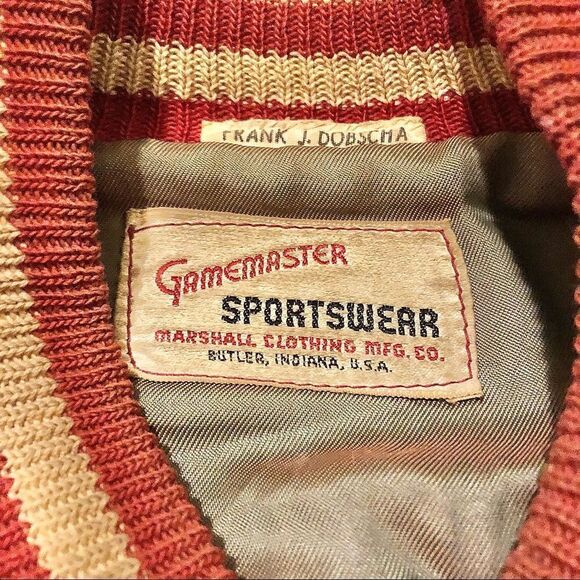 FRANK J. DOBSCHA
GAMEMASTER
SPORTSWEAR
MARSHALL CLOTHING MFG. CO.
BUTLER, INDIANA, U.S.A.